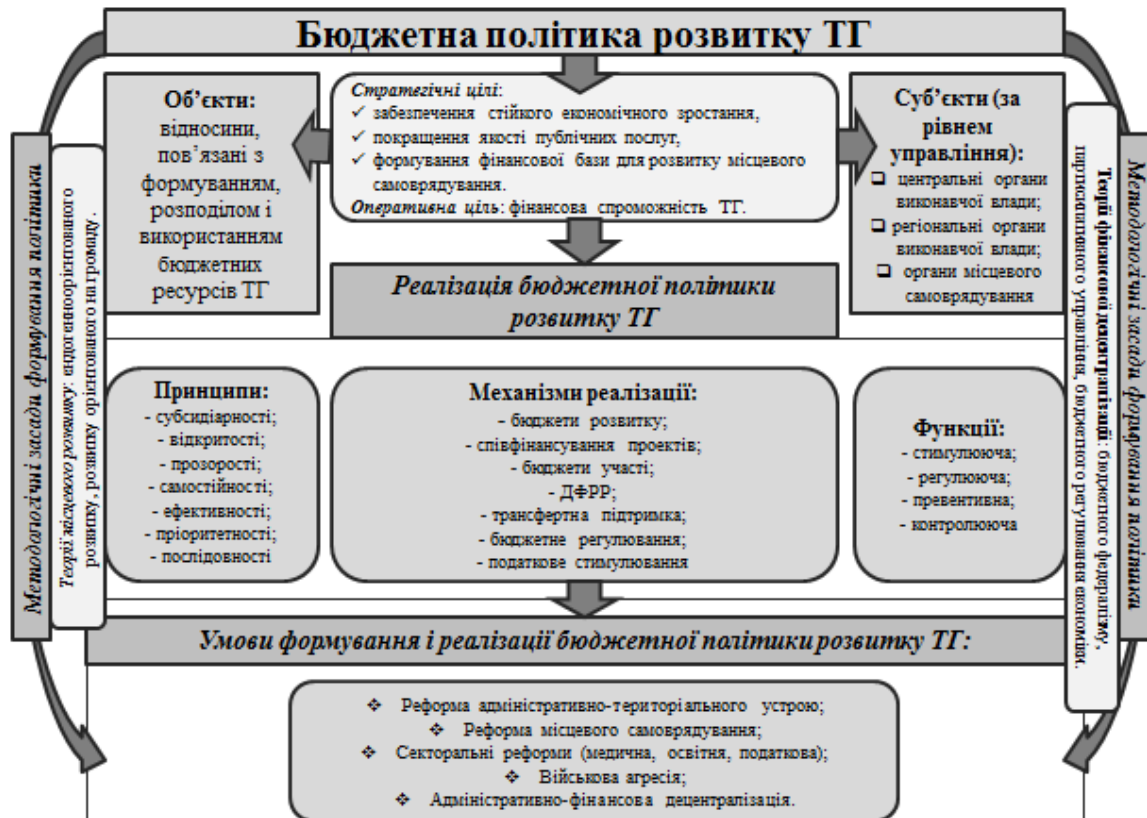 Бюджетна політика розвитку ТГ
Об’єкти:
відносини,
пов’язані з
формуванням,
розподілом і
використанням
бюджетних
ресурсів ТГ
Стратегічні цілі:
✓ забезпечення стійкого економічного зростання,
✓ покращення якості публічних послуг,
✓ формування фінансової бази для розвитку місцевого
самоврядування.
Оперативна ціль: фінансова спроможність ТГ.
Суб’єкти (за
рівнем
управління):
❑ центральні органи
виконавчої влади;
❑ регіональні органи
виконавчої влади;
❑ органи місцевого
самоврядування
Методологічні засади формування політики
Теорії місцевого розвитку: ендогенноорієнтованого
розвитку, розвитку орієнтованого на громаду.
Теорії фінансової децентралізації: бюджетного федералізму,
партисипативного управління, бюджетного регулювання економіки.
Методологічні засади формування політики
Реалізація бюджетної політики
розвитку ТГ
Принципи:
- субсидіарності;
- відкритості;
- прозорості;
- самостійності;
- ефективності;
- пріоритетності;
- послідовності
Механізми реалізації:
- бюджети розвитку;
- співфінансування проектів;
- бюджети участі;
- ДФРР;
- трансфертна підтримка;
- бюджетне регулювання;
- податкове стимулювання
Функції:
- стимулююча;
- регулююча;
- превентивна;
- контролююча
Умови формування і реалізації бюджетної політики розвитку ТГ:
❖ Реформа адміністративно-територіального устрою;
❖ Реформа місцевого самоврядування;
❖ Секторальні реформи (медична, освітня, податкова);
❖ Військова агресія;
❖ Адміністративно-фінансова децентралізація.